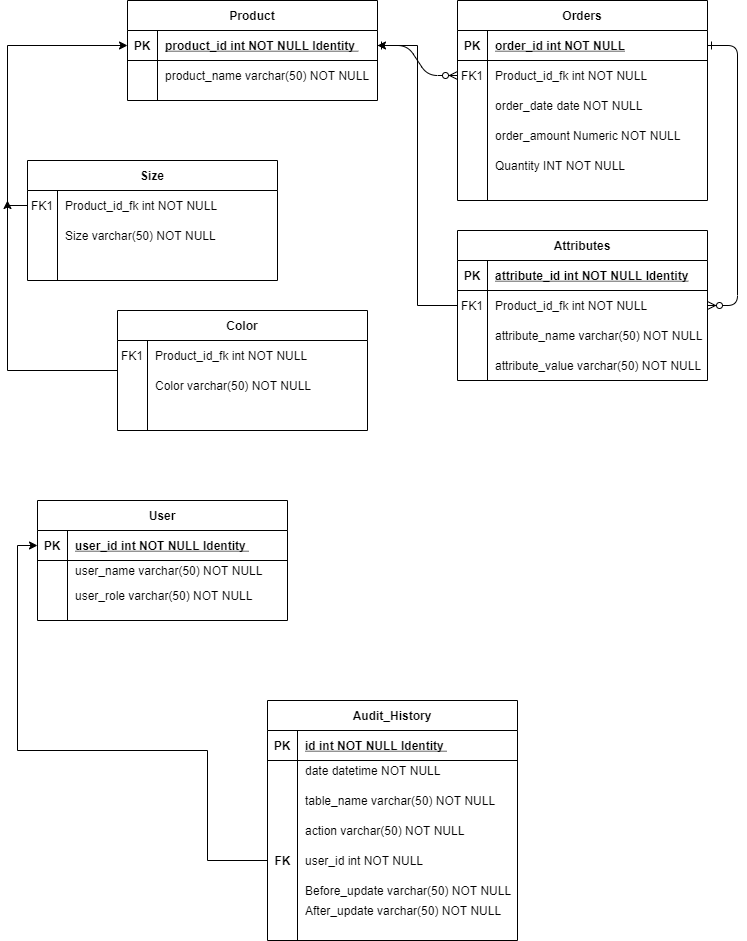 Product
PK product_id int NOT NULL Identity
product_name varchar(50) NOT NULL
Orders
PK order_id int NOT NULL
FK1 Product_id_fk int NOT NULL
order_date date NOT NULL
order_amount Numeric NOT NULL
Quantity INT NOT NULL
Size
FK1 Product_id_fk int NOT NULL
Size varchar(50) NOT NULL
Attributes
PK attribute_id int NOT NULL Identity
FK1 Product_id_fk int NOT NULL
attribute_name varchar(50) NOT NULL
attribute_value varchar(50) NOT NULL
Color
FK1 Product_id_fk int NOT NULL
Color varchar(50) NOT NULL
User
PK user_id int NOT NULL Identity
user_name varchar(50) NOT NULL
user_role varchar(50) NOT NULL
Audit_History
PK id int NOT NULL Identity
date datetime NOT NULL
table_name varchar(50) NOT NULL
action varchar(50) NOT NULL
FK user_id int NOT NULL
Before_update varchar(50) NOT NULL
After_update varchar(50) NOT NULL